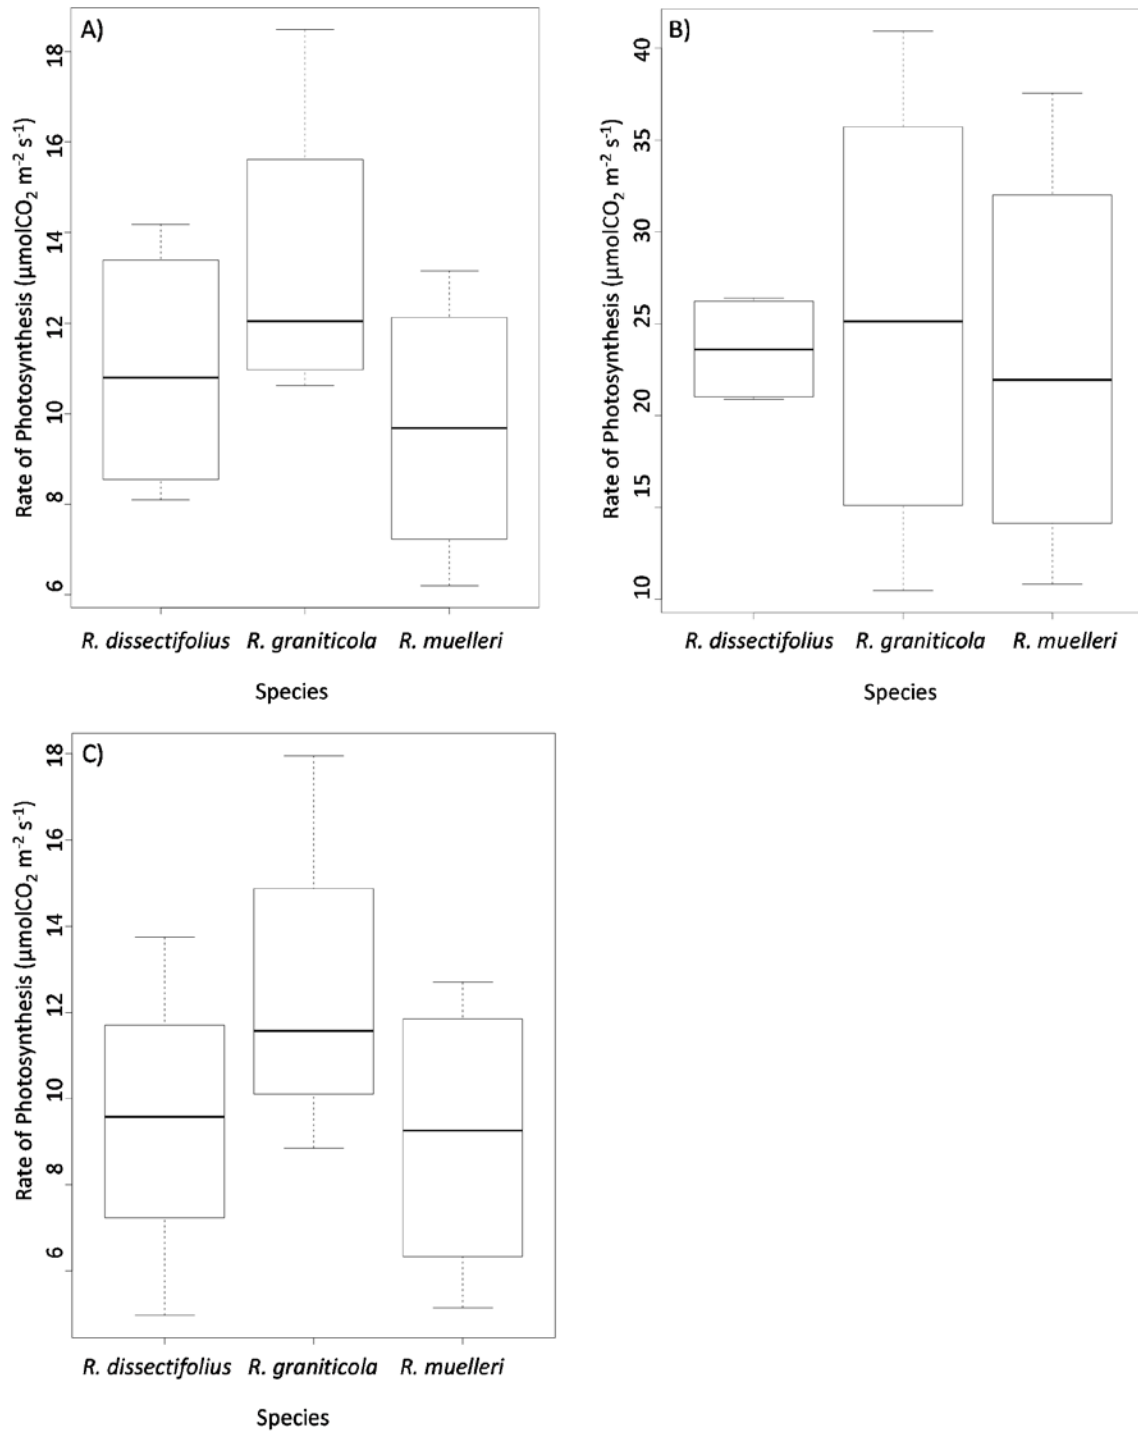 A)
Rate of Photosynthesis (µmolCO₂ m⁻² s⁻¹)
18
16
14
12
10
8
6
R. dissectifolius R. graniticola R. muelleri
Species
B)
Rate of Photosynthesis (µmolCO₂ m⁻² s⁻¹)
40
35
30
25
20
15
10
R. dissectifolius R. graniticola R. muelleri
Species
C)
Rate of Photosynthesis (µmolCO₂ m⁻² s⁻¹)
18
16
14
12
10
8
6
R. dissectifolius R. graniticola R. muelleri
Species